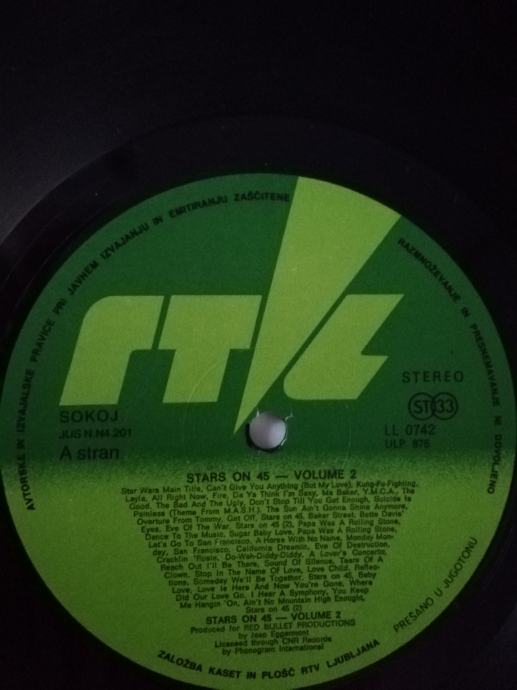 AVTORSKE IN IZVAJALSKE PRAVICE PRI JAVNEM IZVAJANJU IN EMITIRANJU ZAŠČITENE
RAZMNOŽEVANJE IN PRESNEMAVANJE NI DOVOLJENO
RTL
SOKOJ
JUS N.N4.201
A stran
STEREO
ST 33
LL 0742
ULP 876
STARS ON 45 — VOLUME 2
Star Wars Main Title, Can't Give You Anything (But My Love), Kung-Fu-Fighting,
Layla, All Right Now, Fire, Da Ya Think I'm Sexy, Ma Baker, Y.M.C.A., The
Good, The Bad and The Ugly, Don't Stop Till You Get Enough, Suicide Is
Painless (Theme From M.A.S.H.), The Sun Ain't Gonna Shine Anymore,
Overture From Tommy, Get Off, Stars on 45, Baker Street, Bette Davis'
Eyes, Eve Of The War, Stars on 45 (2), Papa Was A Rolling Stone,
Dance To The Music, Sugar Baby Love, Papa Was A Rolling Stone,
Let's Go To San Francisco, A Horse With No Name, Monday Mon-
day, San Francisco, California Dreamin, Eve Of Destruction,
Cracklin 'Rosie, Do-Wah-Diddy-Diddy, A Lover's Concerto,
Reach Out I'll Be There, Sound Of Silence, Tears Of A
Clown, Stop In The Name Of Love, Love Child, Reflec-
tions, Someday We'll Be Together, Stars on 45, Baby
Love, Love Is Here And Now You're Gone, Where
Did Our Love Go, I Hear A Symphony, You Keep
Me Hangin 'On, Ain't No Mountain High Enough,
Stars on 45 (2)
STARS ON 45 — VOLUME 2
Produced for RED BULLET PRODUCTIONS
by Jaap Eggermont
Licensed through CNR Records
by Phonogram International
ZALOŽBA KASET IN PLOŠČ RTV LJUBLJANA
PREŠANO U JUGOTONU